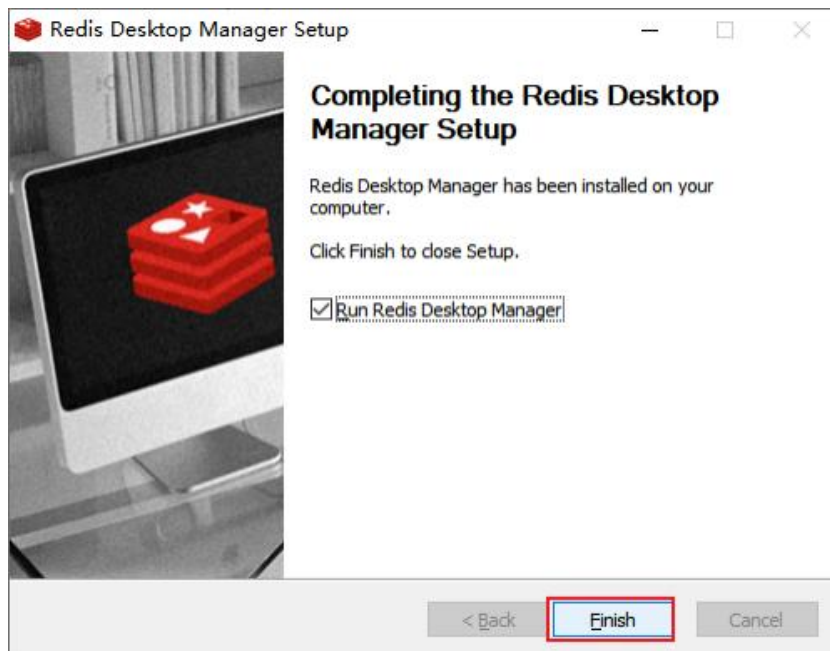 Redis Desktop Manager Setup
Completing the Redis Desktop
Manager Setup
Redis Desktop Manager has been installed on your
computer.
Click Finish to close Setup.
Run Redis Desktop Manager
< Back
Finish
Cancel